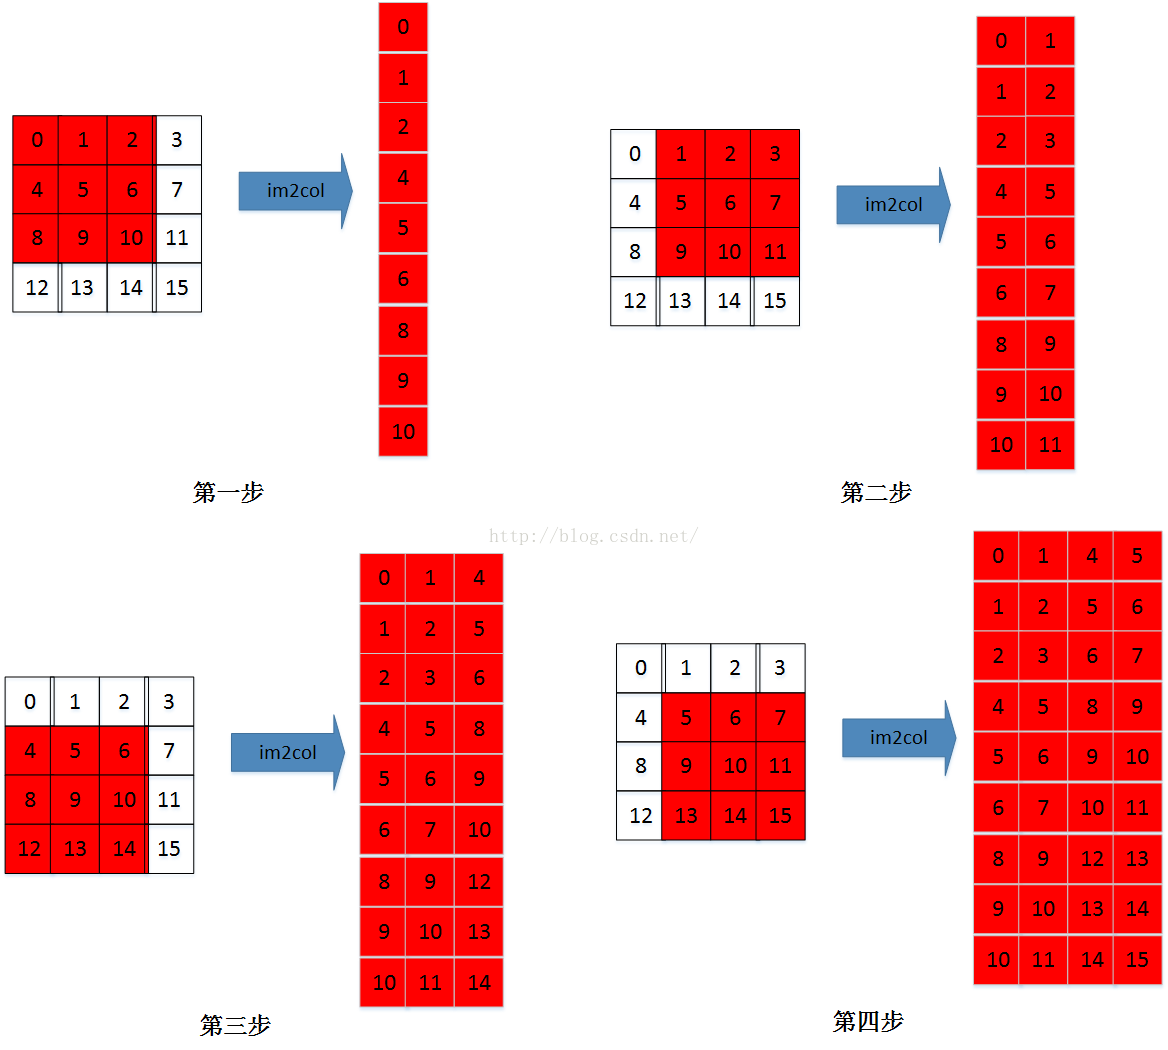 0 1 2 3
4 5 6 7
8 9 10 11
12 13 14 15
im2col
0
1
2
4
5
6
8
9
10
第一步
0 1 2 3
4 5 6 7
8 9 10 11
12 13 14 15
im2col
0 1
1 2
2 3
4 5
5 6
6 7
8 9
9 10
10 11
第二步
http://blog.csdn.net/
0 1 2 3
4 5 6 7
8 9 10 11
12 13 14 15
im2col
0 1 4
1 2 5
2 3 6
4 5 8
5 6 9
6 7 10
8 9 12
9 10 13
10 11 14
第三步
0 1 2 3
4 5 6 7
8 9 10 11
12 13 14 15
im2col
0 1 4 5
1 2 5 6
2 3 6 7
4 5 8 9
5 6 9 10
6 7 10 11
8 9 12 13
9 10 13 14
10 11 14 15
第四步